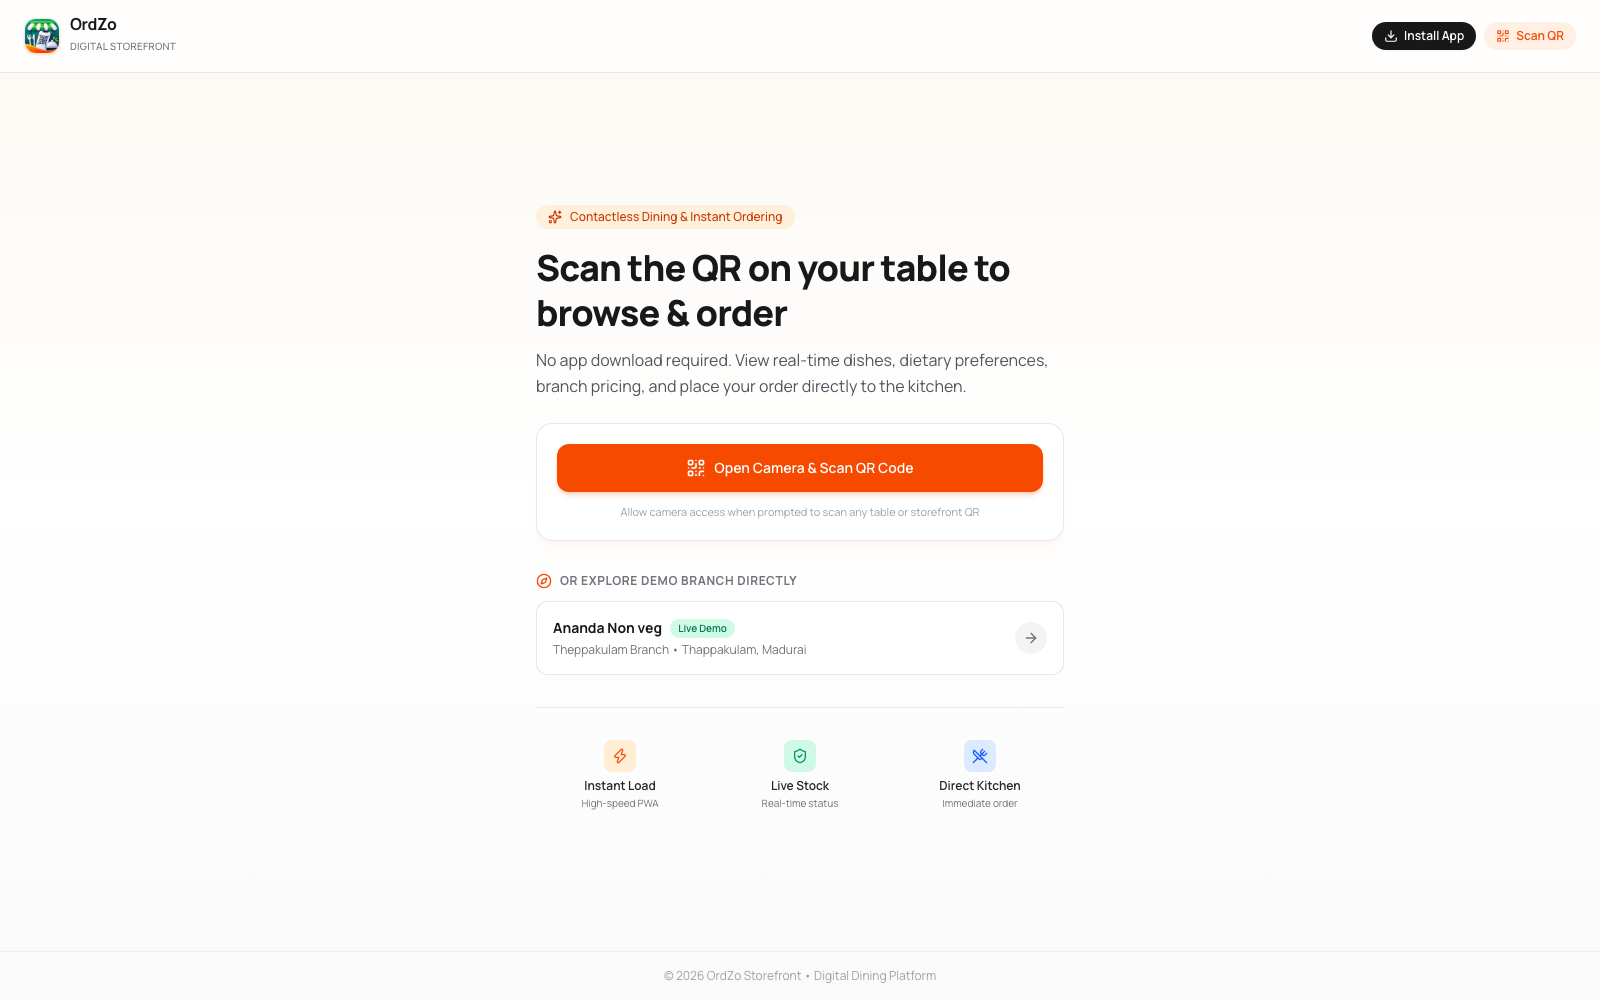 OrdZo
DIGITAL STOREFRONT
Install App
Scan QR
Contactless Dining & Instant Ordering
Scan the QR on your table to
browse & order
No app download required. View real-time dishes, dietary preferences,
branch pricing, and place your order directly to the kitchen.
Open Camera & Scan QR Code
Allow camera access when prompted to scan any table or storefront QR
OR EXPLORE DEMO BRANCH DIRECTLY
Ananda Non veg
Live Demo
Theppakulam Branch • Thappakulam, Madurai
Instant Load
High-speed PWA
Live Stock
Real-time status
Direct Kitchen
Immediate order
© 2026 OrdZo Storefront • Digital Dining Platform